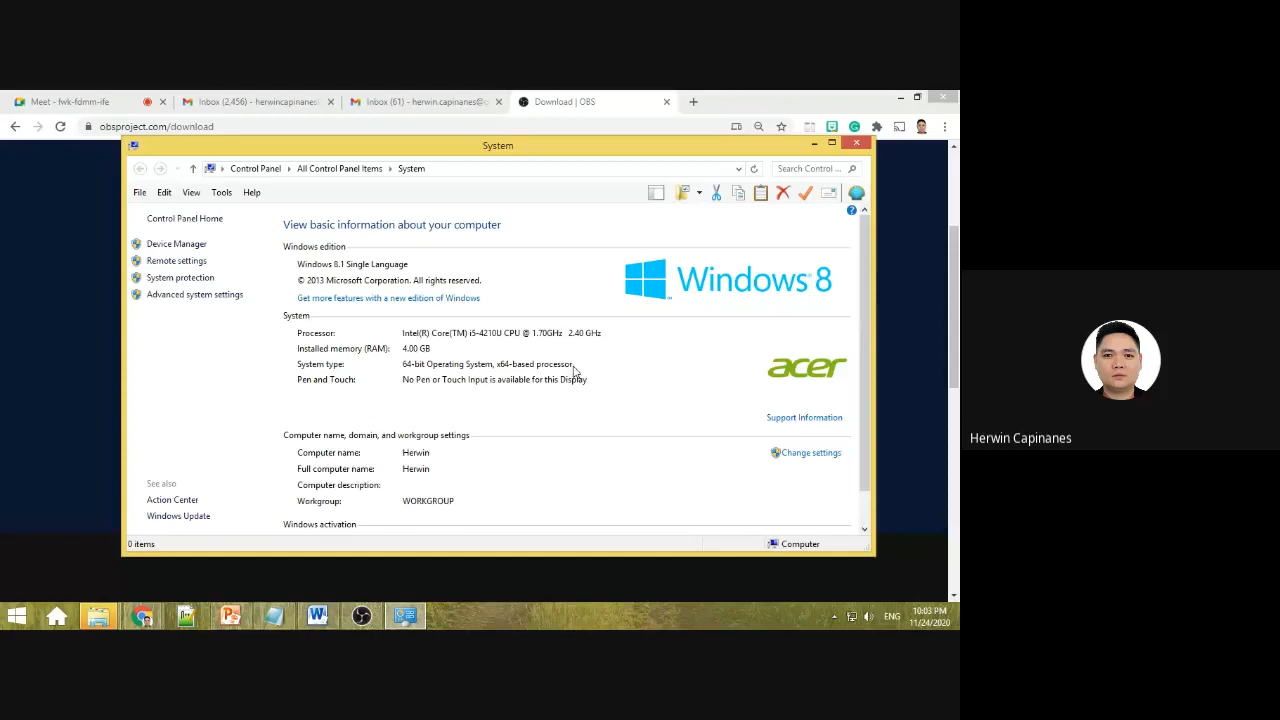 Meet - fwk-fdmm-ife
Inbox (2,456) - herwincapinanes
Inbox (61) - herwin.capinanes@
Download | OBS
obsproject.com/download
System
Control Panel
All Control Panel Items
System
Search Control ...
File
Edit
View
Tools
Help
Control Panel Home
Device Manager
Remote settings
System protection
Advanced system settings
See also
Action Center
Windows Update
View basic information about your computer
Windows edition
Windows 8.1 Single Language
© 2013 Microsoft Corporation. All rights reserved.
Get more features with a new edition of Windows
Windows 8
System
Processor: Intel(R) Core(TM) i5-4210U CPU @ 1.70GHz 2.40 GHz
Installed memory (RAM): 4.00 GB
System type: 64-bit Operating System, x64-based processor
Pen and Touch: No Pen or Touch Input is available for this Display
acer
Support Information
Computer name, domain, and workgroup settings
Computer name: Herwin
Change settings
Full computer name: Herwin
Computer description:
Workgroup: WORKGROUP
Windows activation
0 items
Computer
ENG
10:03 PM
11/24/2020
Herwin Capinanes